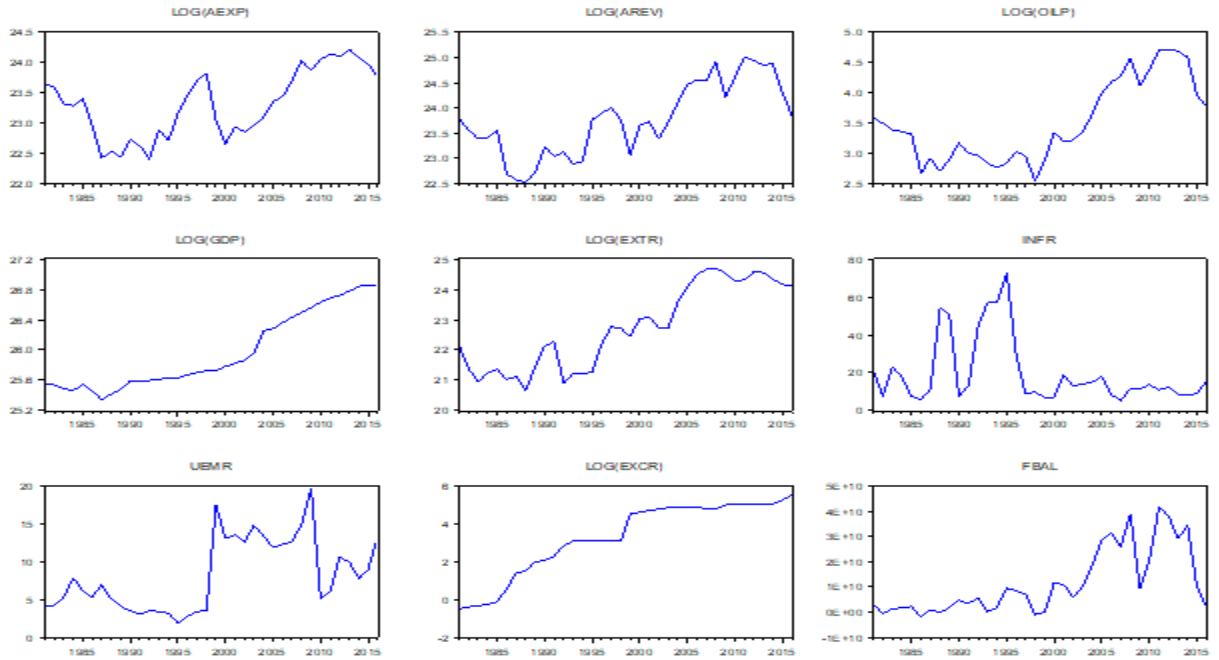 LOG(AEXP) LOG(AREV) LOG(OILP)
24.5 25.5 5.0
24.0 25.0 4.5
23.5 24.5 4.0
23.0 24.0 3.5
22.5 23.5 3.0
22.0 23.0 2.5
22.5
1985 1990 1995 2000 2005 2010 2015 1985 1990 1995 2000 2005 2010 2015 1985 1990 1995 2000 2005 2010 2015
LOG(GDP) LOG(EXTR) INFR
27.2 25 80
26.8 24 60
26.4 23 40
26.0 22 20
25.6 21 0
25.2 20
1985 1990 1995 2000 2005 2010 2015 1985 1990 1995 2000 2005 2010 2015 1985 1990 1995 2000 2005 2010 2015
UEMR LOG(EXCR) FBAL
20 6 5E+10
15 4 4E+10
10 2 3E+10
5 0 2E+10
0 -2 1E+10
0E+00
-1E+10
1985 1990 1995 2000 2005 2010 2015 1985 1990 1995 2000 2005 2010 2015 1985 1990 1995 2000 2005 2010 2015